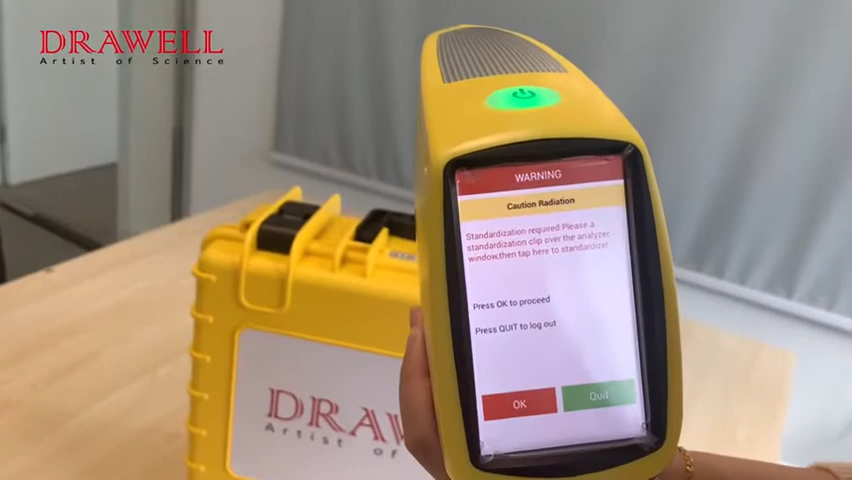 DRAWELL
Artist of Science
WARNING
Caution Radiation
Standardization required!Please a
standardization clip over the analyzer
window,then tap here to standardize!
Press OK to proceed
Press QUIT to log out
OK
Quit
DRAW
Artist of